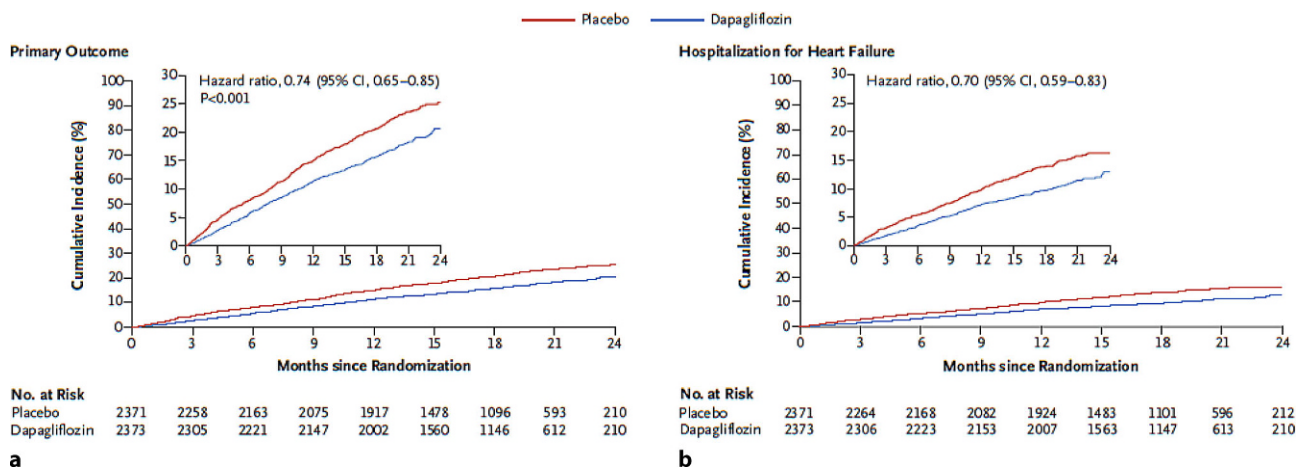 Placebo Dapagliflozin
Primary Outcome
Cumulative Incidence (%)
100
90
80
70
60
50
40
30
20
10
0
0 3 6 9 12 15 18 21 24
Months since Randomization
Hazard ratio, 0.74 (95% CI, 0.65–0.85)
P<0.001
30
25
20
15
10
5
0
0 3 6 9 12 15 18 21 24
No. at Risk
Placebo 2371 2258 2163 2075 1917 1478 1096 593 210
Dapagliflozin 2373 2305 2221 2147 2002 1560 1146 612 210
a
Hospitalization for Heart Failure
Cumulative Incidence (%)
100
90
80
70
60
50
40
30
20
10
0
0 3 6 9 12 15 18 21 24
Months since Randomization
Hazard ratio, 0.70 (95% CI, 0.59–0.83)
30
25
20
15
10
5
0
0 3 6 9 12 15 18 21 24
No. at Risk
Placebo 2371 2264 2168 2082 1924 1483 1101 596 212
Dapagliflozin 2373 2306 2223 2153 2007 1563 1147 613 210
b